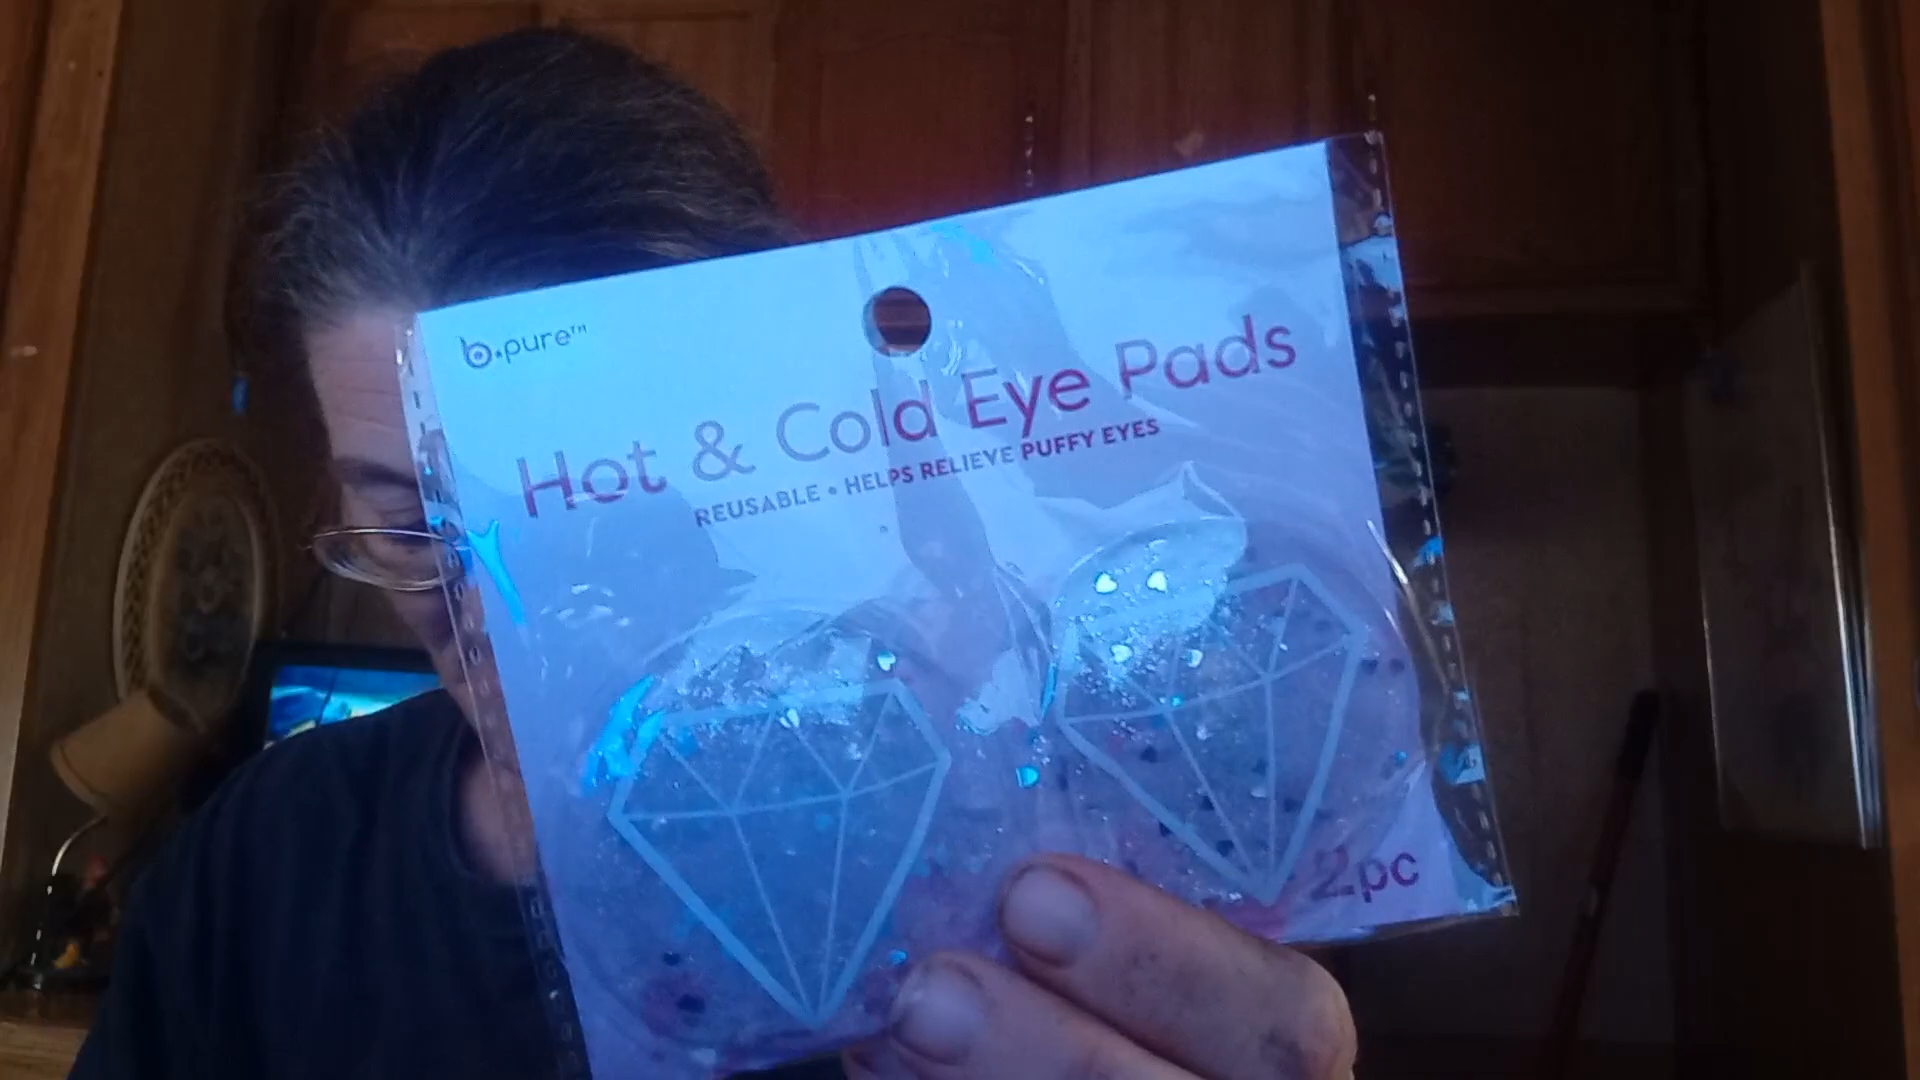 b.pure™
Hot & Cold Eye Pads
REUSABLE • HELPS RELIEVE PUFFY EYES
2pc